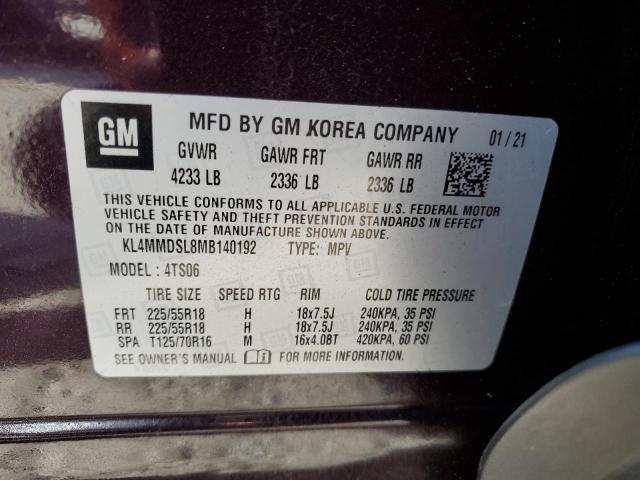 GM MFD BY GM KOREA COMPANY 01/21
GVWR GAWR FRT GAWR RR
4233 LB 2336 LB 2336 LB
THIS VEHICLE CONFORMS TO ALL APPLICABLE U.S. FEDERAL MOTOR
VEHICLE SAFETY AND THEFT PREVENTION STANDARDS IN EFFECT
ON THE DATE OF MANUFACTURE SHOWN ABOVE.
KL4MMDSL8MB140192 TYPE: MPV
MODEL : 4TS06
TIRE SIZE SPEED RTG RIM COLD TIRE PRESSURE
FRT 225/55R18 H 18x7.5J 240KPA, 35 PSI
RR 225/55R18 H 18x7.5J 240KPA, 35 PSI
SPA T125/70R16 M 16x4.0BT 420KPA, 60 PSI
SEE OWNER'S MANUAL FOR MORE INFORMATION.